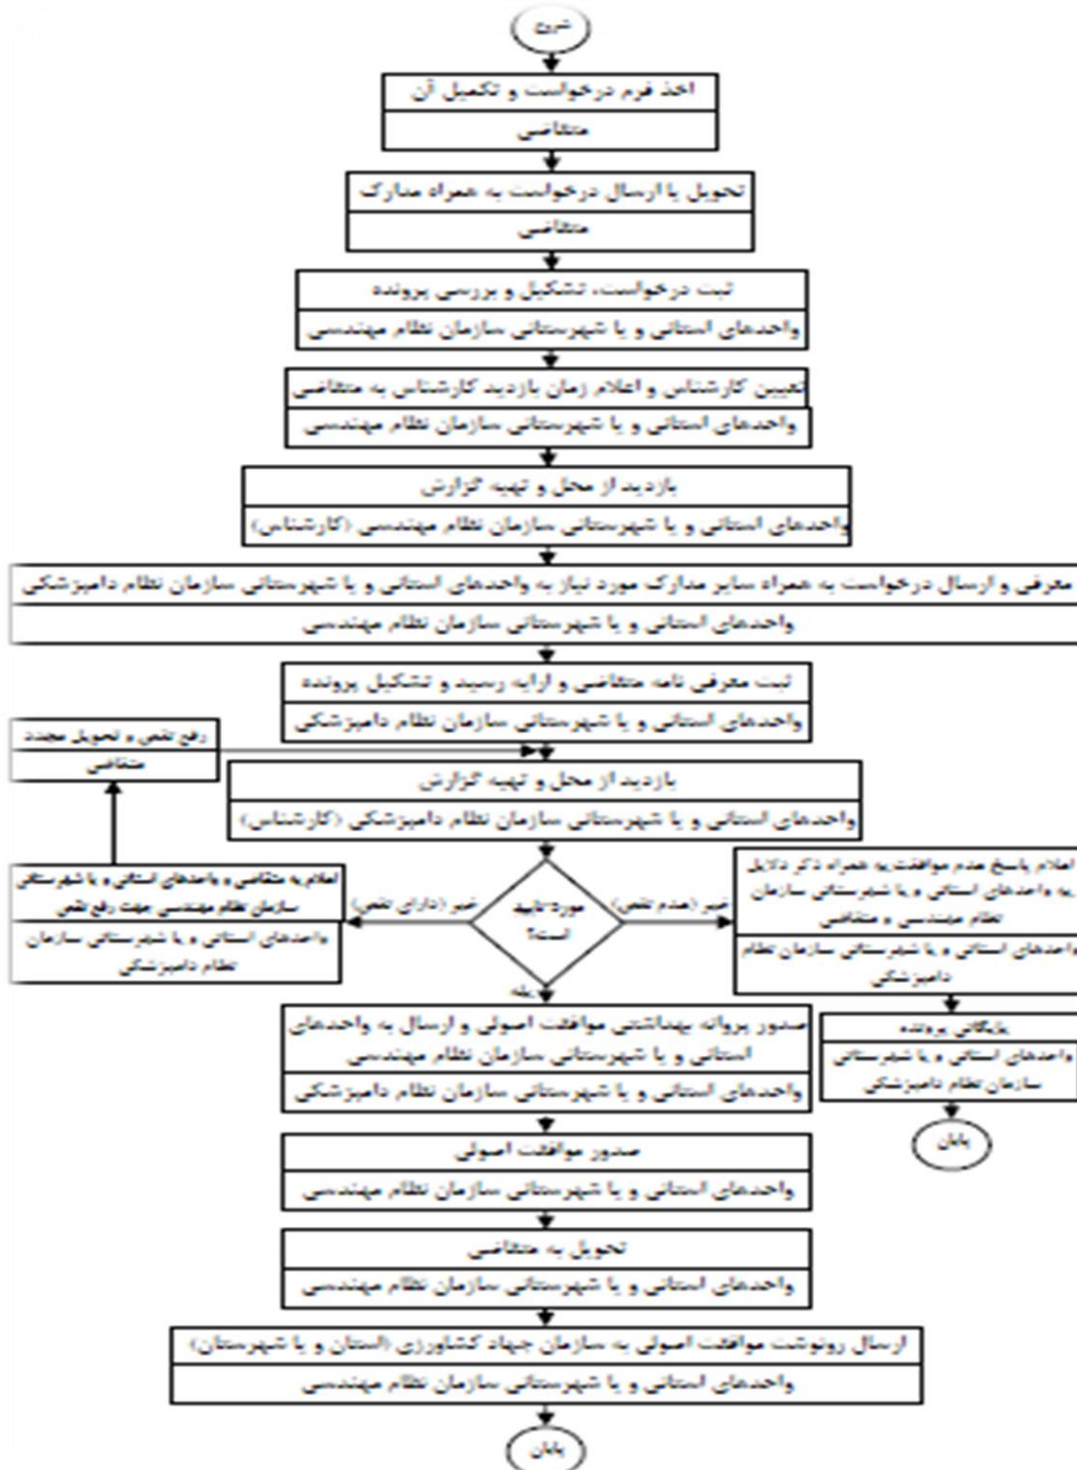 شروع
اخذ فرم درخواست و تکمیل آن
متقاضی
تحویل یا ارسال درخواست به همراه مدارک
متقاضی
ثبت درخواست، تشکیل و بررسی پرونده
واحدهای استانی و یا شهرستانی سازمان نظام مهندسی
تعیین کارشناس و اعلام زمان بازدید کارشناس به متقاضی
واحدهای استانی و یا شهرستانی سازمان نظام مهندسی
بازدید از محل و تهیه گزارش
واحدهای استانی و یا شهرستانی سازمان نظام مهندسی (کارشناس)
معرفی و ارسال درخواست به همراه سایر مدارک مورد نیاز به واحدهای استانی و یا شهرستانی سازمان نظام دامپزشکی
واحدهای استانی و یا شهرستانی سازمان نظام مهندسی
ثبت معرفی نامه متقاضی و ارایه رسید و تشکیل پرونده
واحدهای استانی و یا شهرستانی سازمان نظام دامپزشکی
رفع نقص و تحویل مجدد
متقاضی
بازدید از محل و تهیه گزارش
واحدهای استانی و یا شهرستانی سازمان نظام دامپزشکی (کارشناس)
اعلام پاسخ عدم موافقت به همراه ذکر دلایل
به واحدهای استانی و یا شهرستانی سازمان
نظام مهندسی و متقاضی
واحدهای استانی و یا شهرستانی سازمان نظام
دامپزشکی
خیر (عدم نقص)
مورد تایید
است؟
خیر (دارای نقص)
اعلام به متقاضی و واحدهای استانی و یا شهرستانی
سازمان نظام مهندسی جهت رفع نقص
واحدهای استانی و یا شهرستانی سازمان
نظام دامپزشکی
بله
بایگانی پرونده
واحدهای استانی و یا شهرستانی
سازمان نظام دامپزشکی
پایان
صدور پروانه بهداشتی موافقت اصولی و ارسال به واحدهای
استانی و یا شهرستانی سازمان نظام مهندسی
واحدهای استانی و یا شهرستانی سازمان نظام دامپزشکی
صدور موافقت اصولی
واحدهای استانی و یا شهرستانی سازمان نظام مهندسی
تحویل به متقاضی
واحدهای استانی و یا شهرستانی سازمان نظام مهندسی
ارسال رونوشت موافقت اصولی به سازمان جهاد کشاورزی (استان و یا شهرستان)
واحدهای استانی و یا شهرستانی سازمان نظام مهندسی
پایان